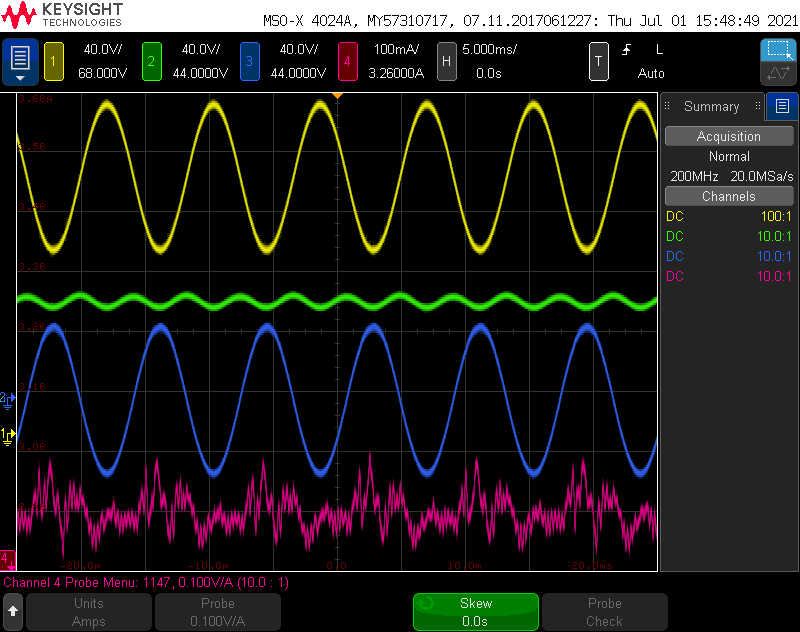 KEYSIGHT
TECHNOLOGIES
MSO-X 4024A, MY57310717, 07.11.2017061227: Thu Jul 01 15:48:49 2021
1 40.0V/ 2 40.0V/ 3 40.0V/ 4 100mA/ H 5.000ms/ T L
68.000V 44.0000V 44.0000V 3.26000A 0.0s Auto
3.66A
3.56
3.46
3.36
3.26
3.16
3.06
2
1
4
-20.0m -10.0m 0.0 10.0m 20.0ms
Summary
Acquisition
Normal
200MHz 20.0MSa/s
Channels
DC 100:1
DC 10.0:1
DC 10.0:1
DC 10.0:1
Channel 4 Probe Menu: 1147, 0.100V/A (10.0 : 1)
Units
Amps
Probe
0.100V/A
Skew
0.0s
Probe
Check